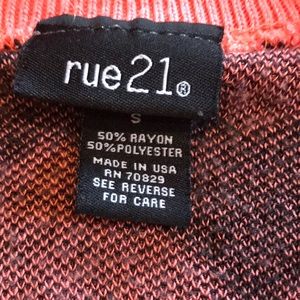 rue21®
S
50% RAYON
50%POLYESTER
MADE IN USA
RN 70829
SEE REVERSE
FOR CARE